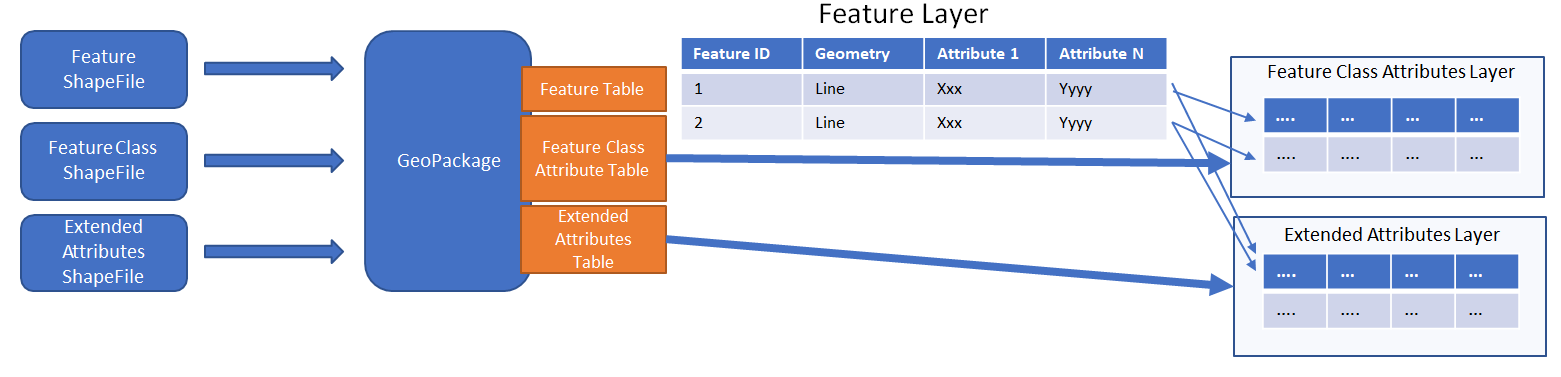 Feature
ShapeFile
Feature Class
ShapeFile
Extended
Attributes
ShapeFile
GeoPackage
Feature Table
Feature Class
Attribute Table
Extended
Attributes
Table
Feature Layer
Feature ID Geometry Attribute 1 Attribute N
1 Line Xxx Yyyy
2 Line Xxx Yyyy
Feature Class Attributes Layer
.... ... ... ...
.... .... ... ...
Extended Attributes Layer
.... ... ... ...
.... ... ... ...